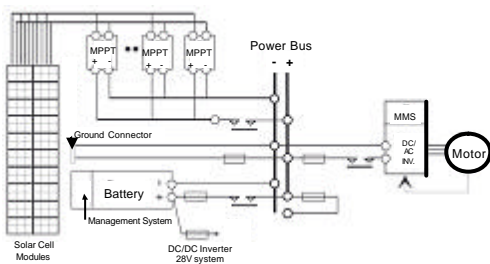 MPPT
+ -
MPPT
+ -
MPPT
+ -
Power Bus
- +
MMS
DC/
AC
INV.
Motor
Ground Connector
Battery
-
+
Management System
DC/DC Inverter
28V system
Solar Cell
Modules